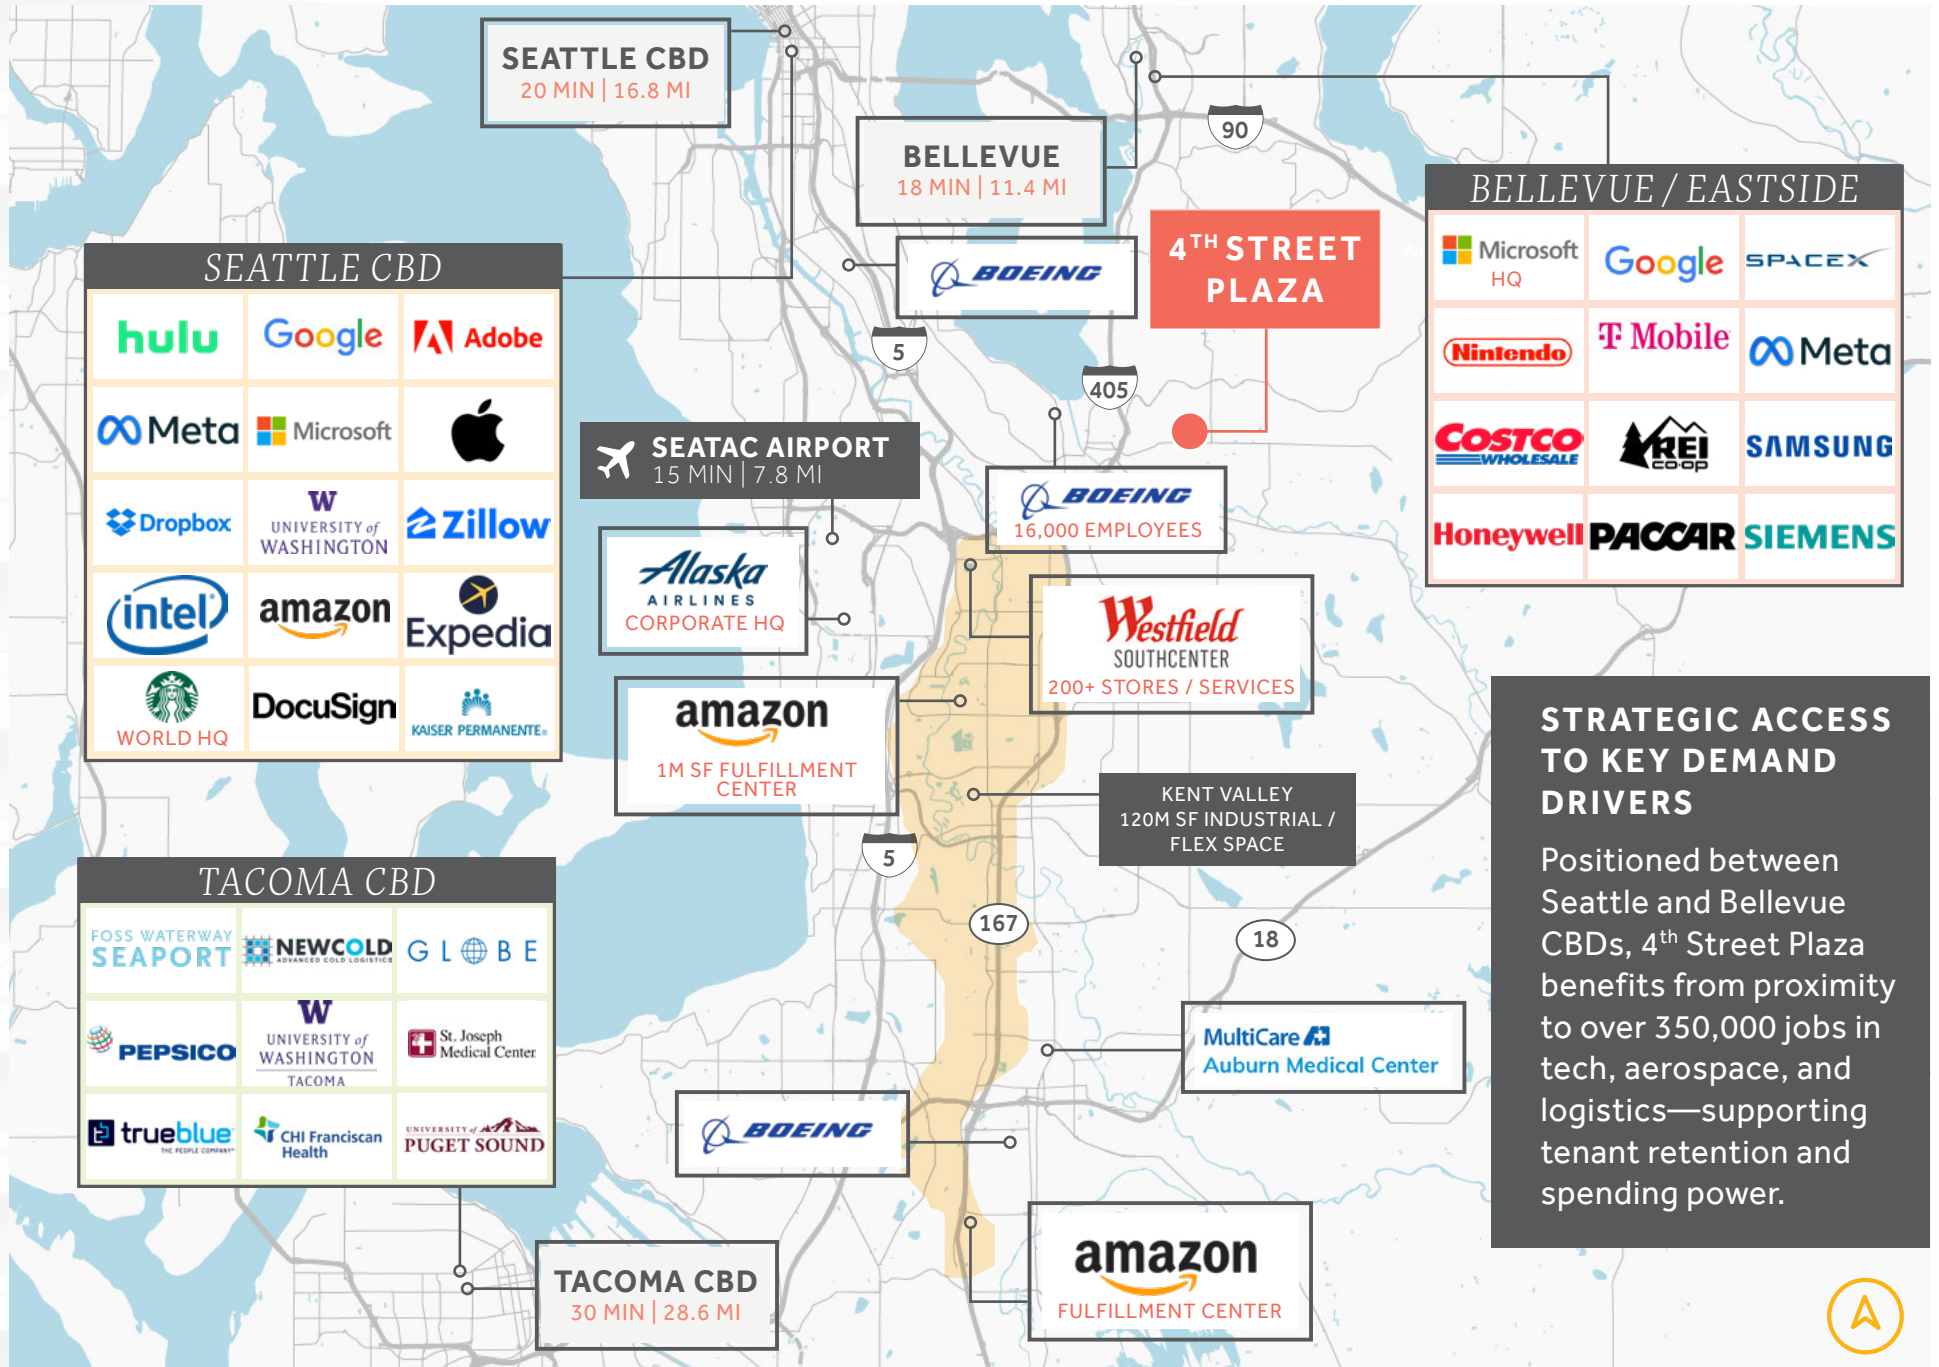 SEATTLE CBD
20 MIN | 16.8 MI
BELLEVUE
18 MIN | 11.4 MI
90
BOEING
4TH STREET
PLAZA
5
405
SEATTLE CBD
hulu
Google
Adobe
Meta
Microsoft
Dropbox
W
UNIVERSITY of
WASHINGTON
Zillow
intel
amazon
Expedia
WORLD HQ
DocuSign
KAISER PERMANENTE®
BELLEVUE / EASTSIDE
Microsoft
HQ
Google
SPACEX
Nintendo
T Mobile
Meta
COSTCO
WHOLESALE
REI
CO·OP
SAMSUNG
Honeywell
PACCAR
SIEMENS
SEATAC AIRPORT
15 MIN | 7.8 MI
Alaska
AIRLINES
CORPORATE HQ
BOEING
16,000 EMPLOYEES
Westfield
SOUTHCENTER
200+ STORES / SERVICES
amazon
1M SF FULFILLMENT
CENTER
KENT VALLEY
120M SF INDUSTRIAL /
FLEX SPACE
5
167
18
TACOMA CBD
FOSS WATERWAY
SEAPORT
NEWCOLD
ADVANCED COLD LOGISTICS
GLOBE
PEPSICO
W
UNIVERSITY of
WASHINGTON
TACOMA
St. Joseph
Medical Center
trueblue
THE PEOPLE COMPANY
CHI Franciscan
Health
UNIVERSITY of
PUGET SOUND
MultiCare
Auburn Medical Center
BOEING
TACOMA CBD
30 MIN | 28.6 MI
amazon
FULFILLMENT CENTER
STRATEGIC ACCESS
TO KEY DEMAND
DRIVERS
Positioned between
Seattle and Bellevue
CBDs, 4th Street Plaza
benefits from proximity
to over 350,000 jobs in
tech, aerospace, and
logistics—supporting
tenant retention and
spending power.